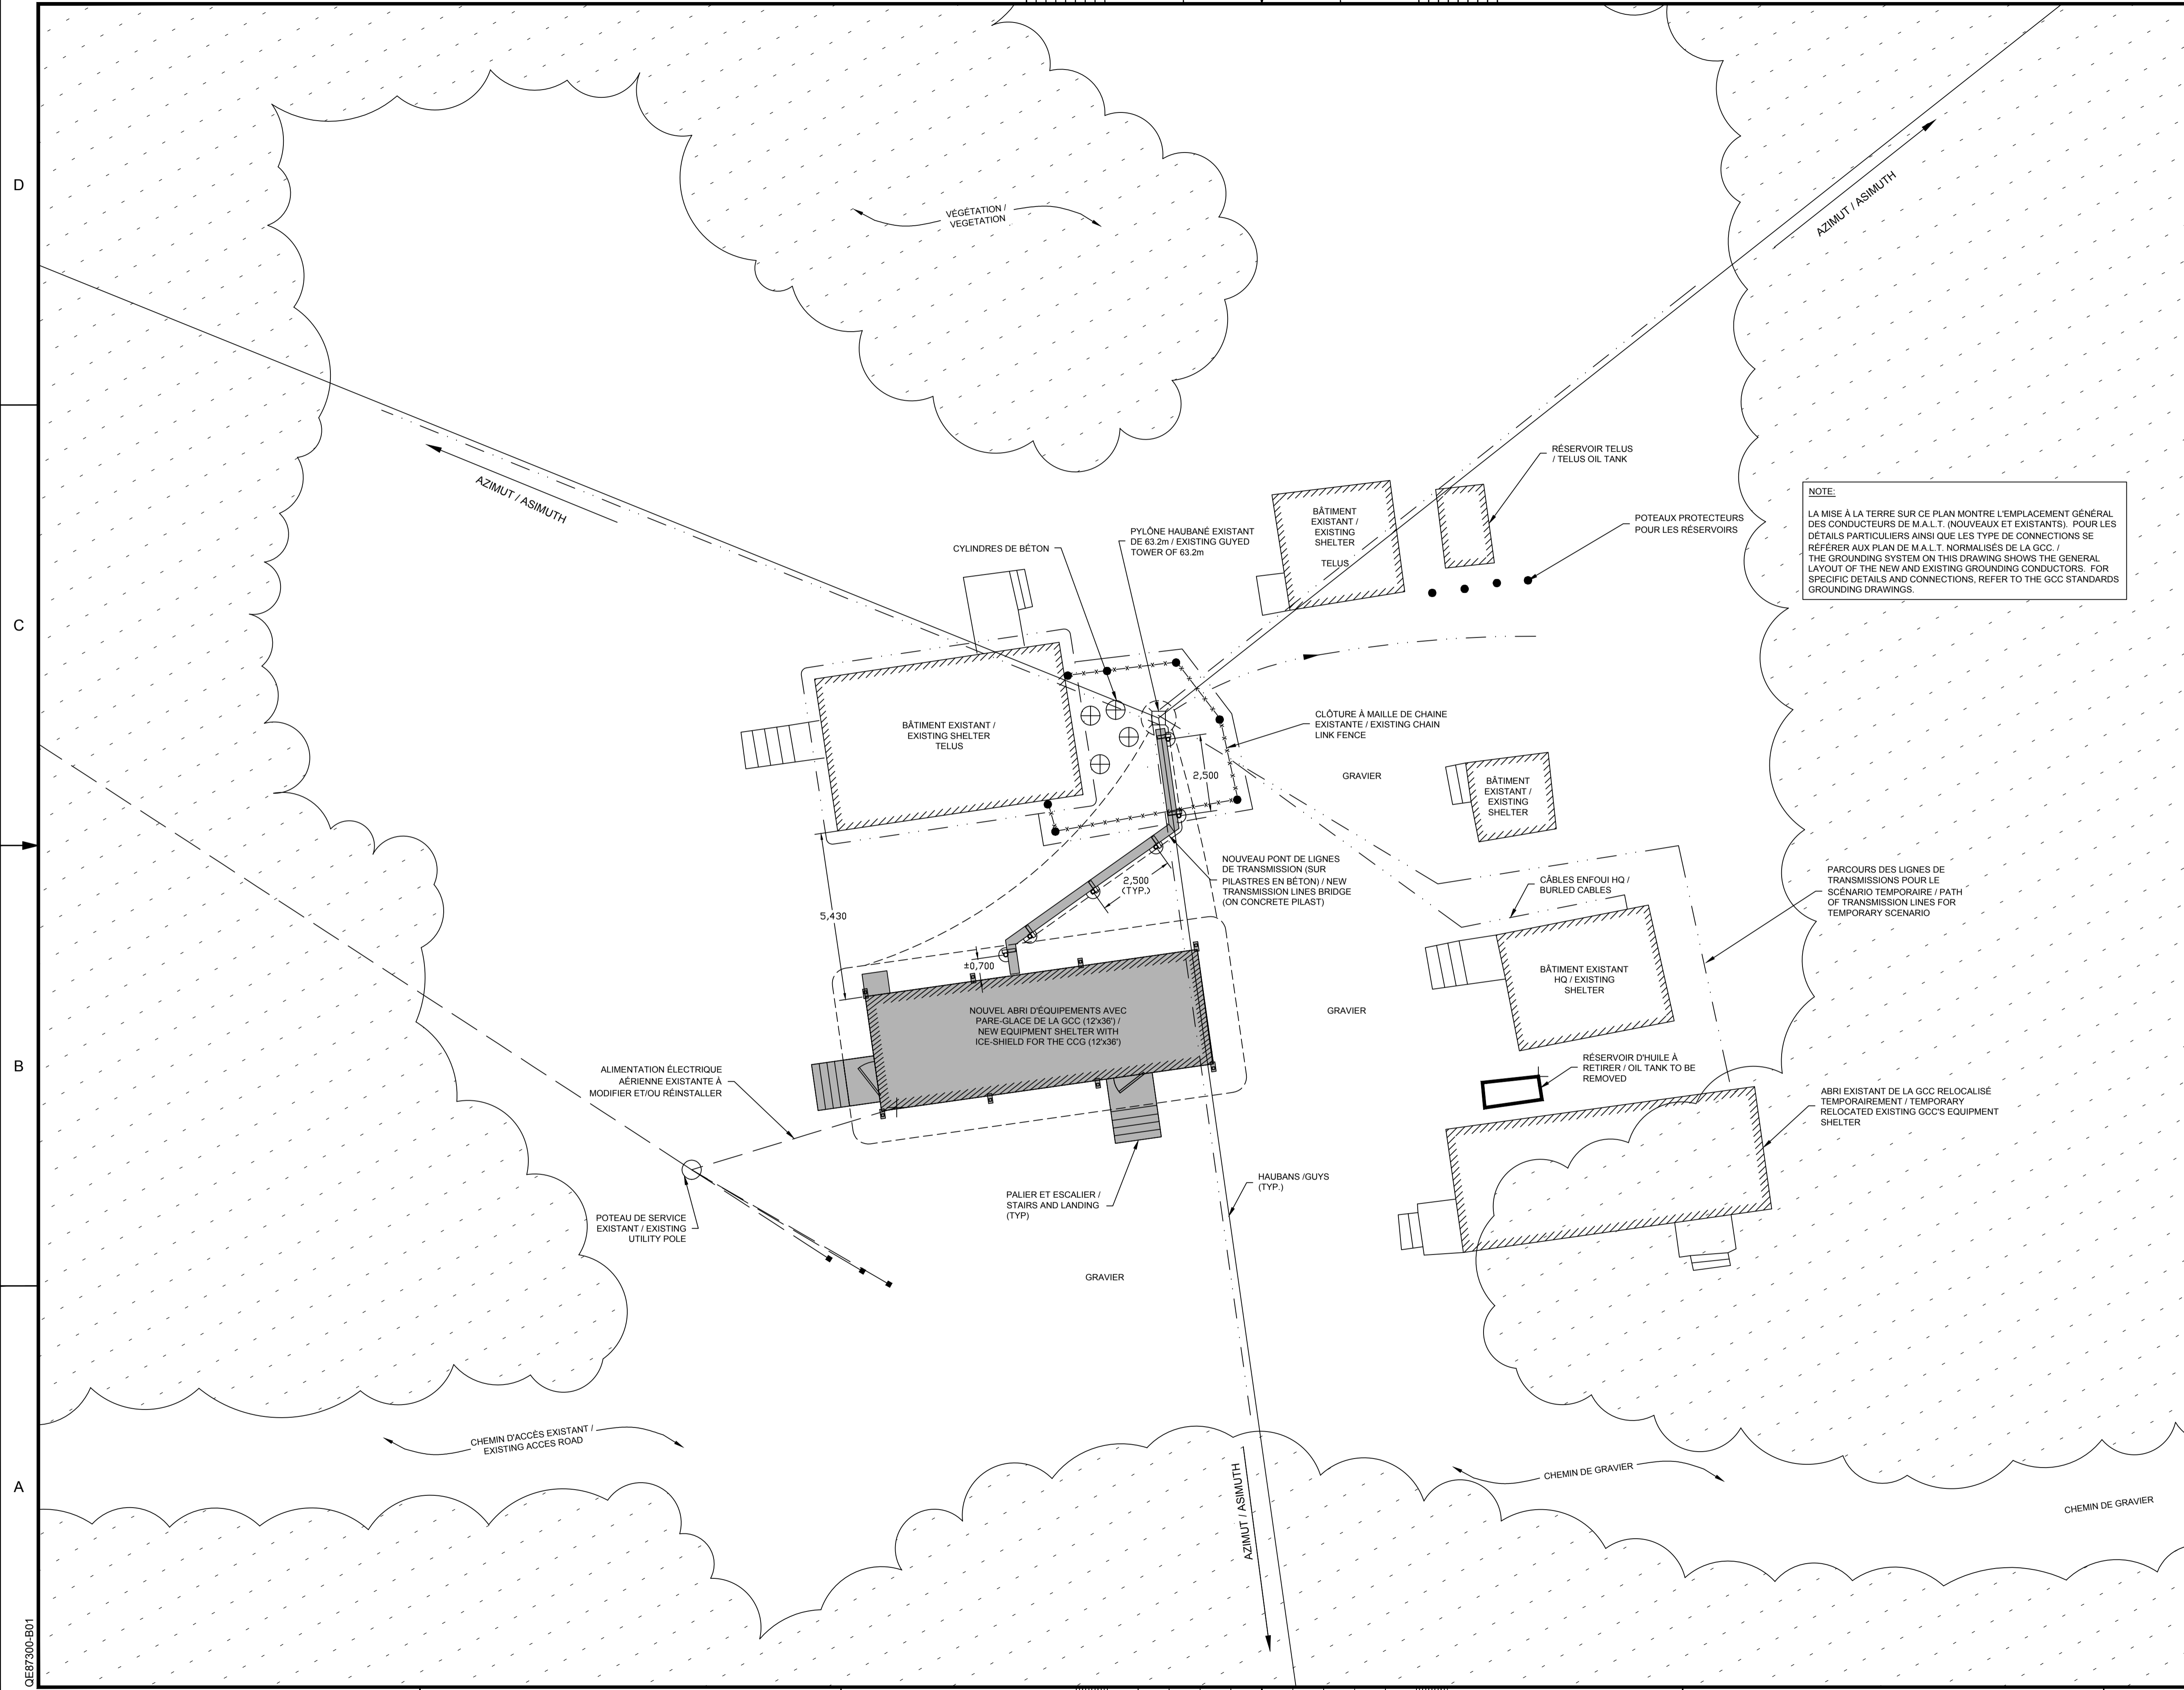 D
C
B
A
QE873000-B01
VÉGÉTATION /
VEGETATION
AZIMUT / ASIMUTH
AZIMUT / ASIMUTH
RÉSERVOIR TELUS
/ TELUS OIL TANK
NOTE:
LA MISE À LA TERRE SUR CE PLAN MONTRE L'EMPLACEMENT GÉNÉRAL
DES CONDUCTEURS DE M.A.L.T. (NOUVEAUX ET EXISTANTS). POUR LES
DÉTAILS PARTICULIERS AINSI QUE LES TYPE DE CONNECTIONS SE
RÉFÉRER AUX PLAN DE M.A.L.T. NORMALISÉS DE LA GCC. /
THE GROUNDING SYSTEM ON THIS DRAWING SHOWS THE GENERAL
LAYOUT OF THE NEW AND EXISTING GROUNDING CONDUCTORS. FOR
SPECIFIC DETAILS AND CONNECTIONS, REFER TO THE GCC STANDARDS
GROUNDING DRAWINGS.
BÂTIMENT
EXISTANT /
EXISTING
SHELTER
TELUS
POTEAUX PROTECTEURS
POUR LES RÉSERVOIRS
PYLÔNE HAUBANÉ EXISTANT
DE 63.2m / EXISTING GUYED
TOWER OF 63.2m
CYLINDRES DE BÉTON
BÂTIMENT EXISTANT /
EXISTING SHELTER
TELUS
CLÔTURE À MAILLE DE CHAINE
EXISTANTE / EXISTING CHAIN
LINK FENCE
2,500
GRAVIER
BÂTIMENT
EXISTANT /
EXISTING
SHELTER
NOUVEAU PONT DE LIGNES
DE TRANSMISSION (SUR
PILASTRES EN BÉTON) / NEW
TRANSMISSION LINES BRIDGE
(ON CONCRETE PILAST)
2,500
(TYP.)
5,430
±0,700
CÂBLES ENFOUI HQ /
BURLED CABLES
PARCOURS DES LIGNES DE
TRANSMISSIONS POUR LE
SCÉNARIO TEMPORAIRE / PATH
OF TRANSMISSION LINES FOR
TEMPORARY SCENARIO
BÂTIMENT EXISTANT
HQ / EXISTING
SHELTER
NOUVEL ABRI D'ÉQUIPEMENTS AVEC
PARE-GLACE DE LA GCC (12'x36') /
NEW EQUIPMENT SHELTER WITH
ICE-SHIELD FOR THE CCG (12'x36')
GRAVIER
RÉSERVOIR D'HUILE À
RETIRER / OIL TANK TO BE
REMOVED
ALIMENTATION ÉLECTRIQUE
AÉRIENNE EXISTANTE À
MODIFIER ET/OU RÉINSTALLER
ABRI EXISTANT DE LA GCC RELOCALISÉ
TEMPORAIREMENT / TEMPORARY
RELOCATED EXISTING GCC'S EQUIPMENT
SHELTER
HAUBANS /GUYS
(TYP.)
PALIER ET ESCALIER /
STAIRS AND LANDING
(TYP)
POTEAU DE SERVICE
EXISTANT / EXISTING
UTILITY POLE
GRAVIER
CHEMIN D'ACCÈS EXISTANT /
EXISTING ACCES ROAD
AZIMUT / ASIMUTH
CHEMIN DE GRAVIER
CHEMIN DE GRAVIER